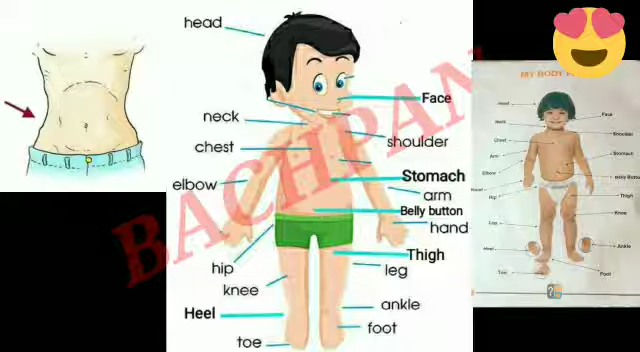 head
Face
neck
shoulder
chest
Stomach
elbow
arm
Belly button
hand
hip
Thigh
leg
knee
Heel
ankle
foot
toe
BACHPAN
MY BODY
Head
Face
Neck
Shoulder
Chest
Stomach
Arm
Elbow
Belly Button
Hip
Thigh
Knee
Leg
Ankle
Heel
Toe
Foot